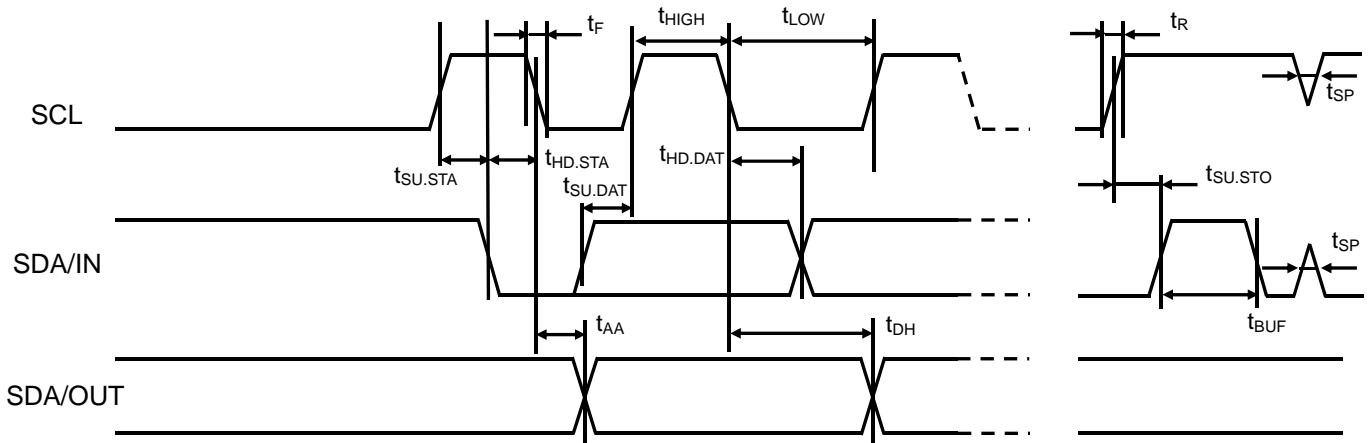 tF
tHIGH
tLOW
tR
SCL
tSP
tSU.STA
tHD.STA
tSU.DAT
tHD.DAT
tSU.STO
SDA/IN
tSP
tBUF
tAA
tDH
SDA/OUT